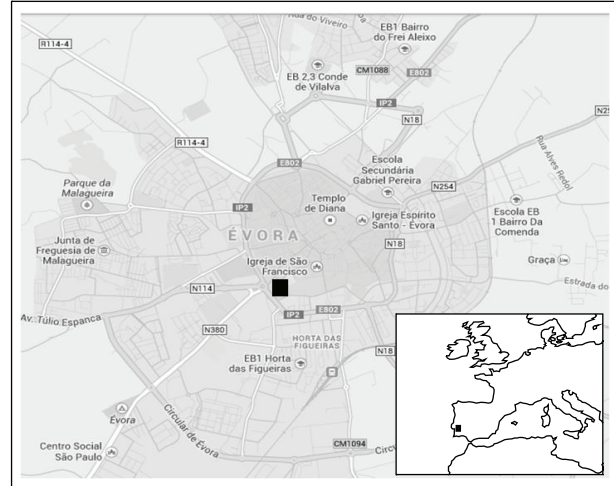 Rua do Viveiro
EB1 Bairro
do Frei Aleixo
R114-4
CM1088
E802
EB 2,3 Conde
de Vilalva
IP2
N18
R114-4
E802
Escola
Secundária
Gabriel Pereira
N254
Rua Alves Redol
Parque da
Malagueira
IP2
Templo
de Diana
Igreja Espírito
Santo - Évora
Escola EB
1 Bairro Da
Comenda
ÉVORA
N18
Junta de
Freguesia de
Malagueira
Igreja de São
Francisco
Graça
Estrada do
N114
IP2
E802
Av. Túlio Espanca
N380
HORTA DAS
FIGUEIRAS
N18
EB1 Horta
das Figueiras
Évora
Circular de Évora
Centro Social
São Paulo
CM1094